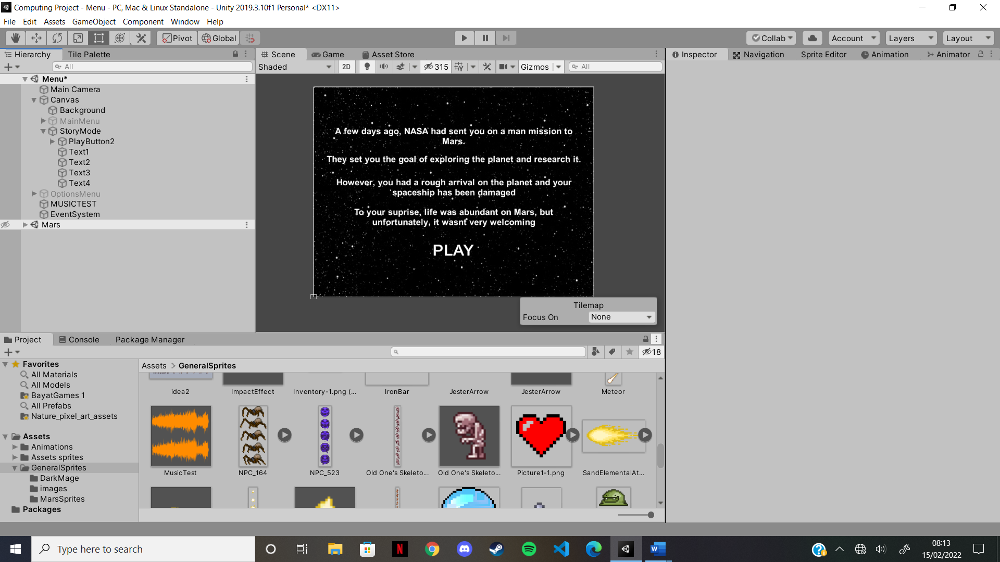 Computing Project - Menu - PC, Mac & Linux Standalone - Unity 2019.3.10f1 Personal* <DX11>
File Edit Assets GameObject Component Window Help
Pivot Global Collab Account Layers Layout
Hierarchy Tile Palette
All
Menu*
Main Camera
Canvas
Background
MainMenu
StoryMode
PlayButton2
Text1
Text2
Text3
Text4
OptionsMenu
MUSICTEST
EventSystem
Mars
Scene Game Asset Store
Shaded 2D 315 Gizmos All
A few days ago, NASA had sent you on a man mission to
Mars.
They set you the goal of exploring the planet and research it.
However, you had a rough arrival on the planet and your
spaceship has been damaged
To your suprise, life was abundant on Mars, but
unfortunately, it wasnt very welcoming
PLAY
Tilemap
Focus On None
Inspector Navigation Sprite Editor Animation Animator
Project Console Package Manager
18
Favorites
All Materials
All Models
BayatGames 1
All Prefabs
Nature_pixel_art_assets
Assets
Animations
Assets sprites
GeneralSprites
DarkMage
images
MarsSprites
Packages
Assets > GeneralSprites
idea2 ImpactEffect Inventory-1.png (... IronBar JesterArrow JesterArrow Meteor
MusicTest NPC_164 NPC_523 Old One's Skeleto... Old One's Skeleto... Picture1-1.png SandElementalAt...
Type here to search
08:13
15/02/2022